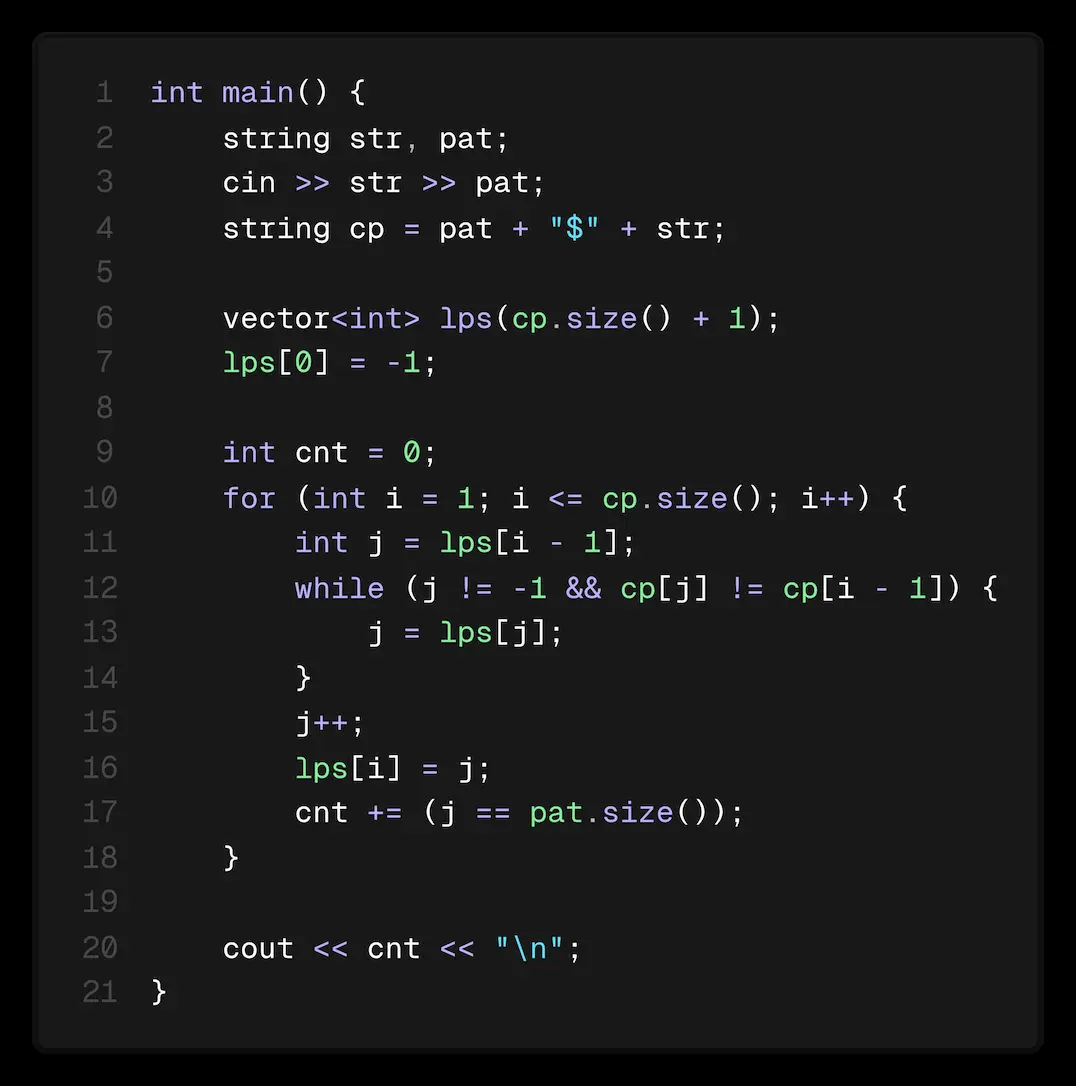 1 int main() {
2 string str, pat;
3 cin >> str >> pat;
4 string cp = pat + "$" + str;
5
6 vector<int> lps(cp.size() + 1);
7 lps[0] = -1;
8
9 int cnt = 0;
10 for (int i = 1; i <= cp.size(); i++) {
11 int j = lps[i - 1];
12 while (j != -1 && cp[j] != cp[i - 1]) {
13 j = lps[j];
14 }
15 j++;
16 lps[i] = j;
17 cnt += (j == pat.size());
18 }
19
20 cout << cnt << "\n";
21 }